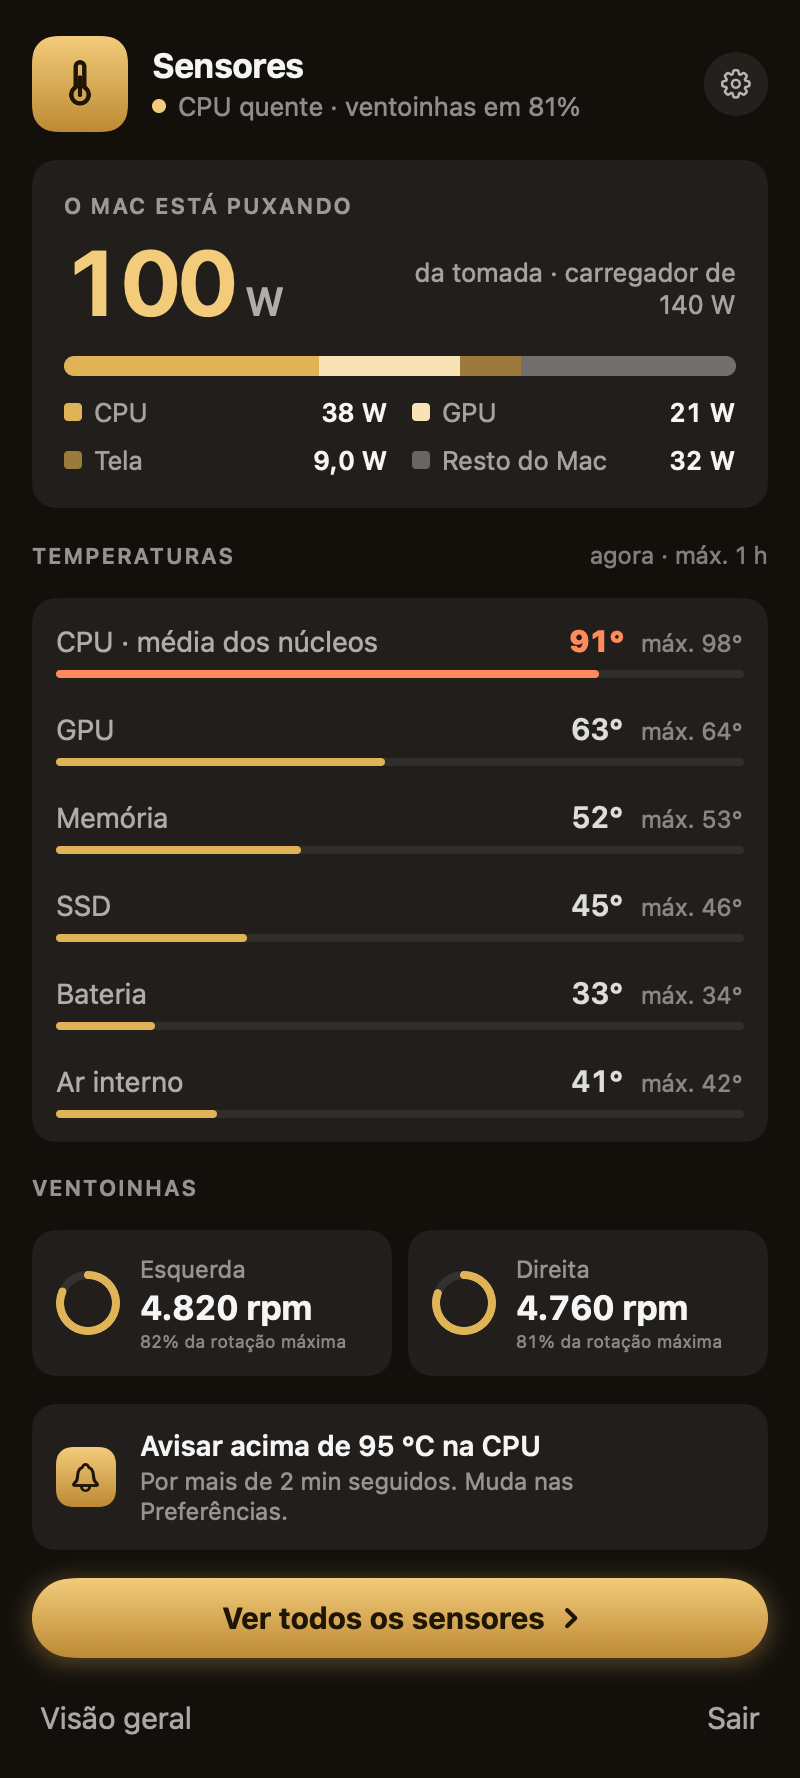 Sensores
CPU quente · ventoinhas em 81%
O MAC ESTÁ PUXANDO
100 W
da tomada · carregador de
140 W
CPU 38 W GPU 21 W
Tela 9,0 W Resto do Mac 32 W
TEMPERATURAS agora · máx. 1 h
CPU · média dos núcleos 91° máx. 98°
GPU 63° máx. 64°
Memória 52° máx. 53°
SSD 45° máx. 46°
Bateria 33° máx. 34°
Ar interno 41° máx. 42°
VENTOINHAS
Esquerda
4.820 rpm
82% da rotação máxima
Direita
4.760 rpm
81% da rotação máxima
Avisar acima de 95 °C na CPU
Por mais de 2 min seguidos. Muda nas
Preferências.
Ver todos os sensores
Visão geral Sair